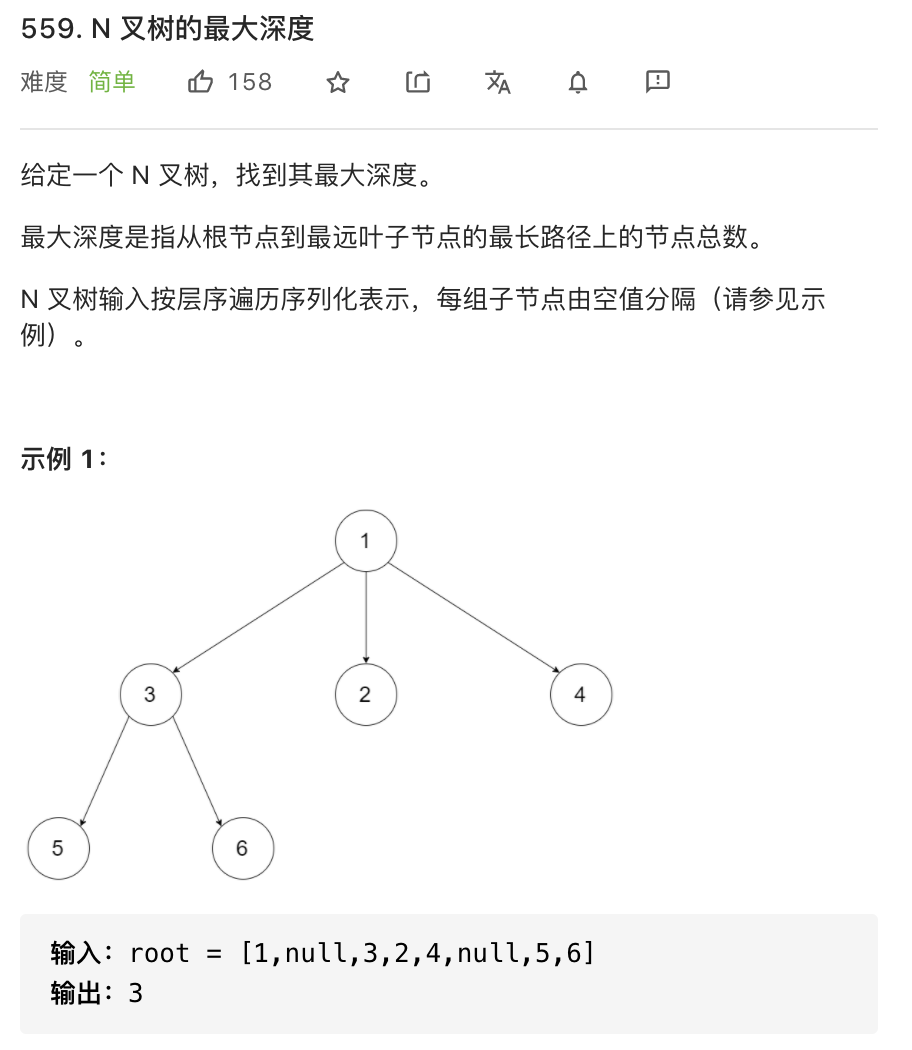 559. N 叉树的最大深度
难度 简单 158
给定一个 N 叉树，找到其最大深度。
最大深度是指从根节点到最远叶子节点的最长路径上的节点总数。
N 叉树输入按层序遍历序列化表示，每组子节点由空值分隔（请参见示
例）。
示例 1：
1
3 2 4
5 6
输入：root = [1,null,3,2,4,null,5,6]
输出：3